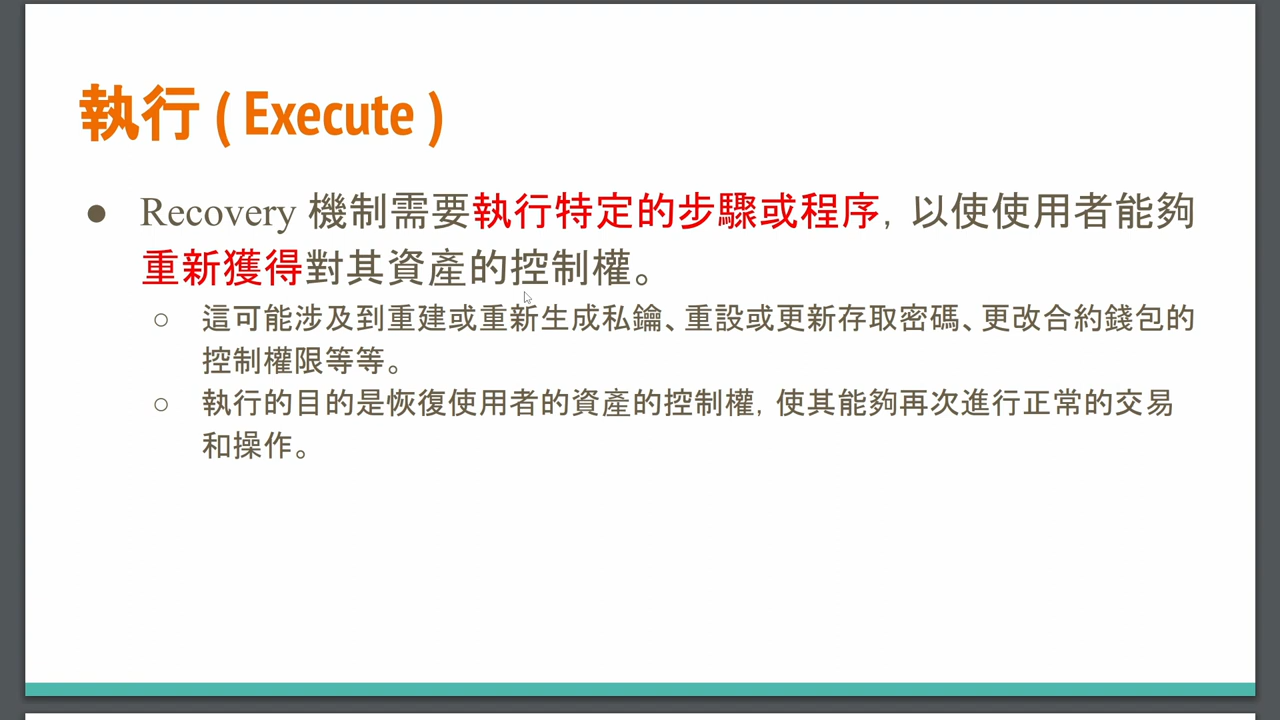 執行 ( Execute )
● Recovery 機制需要執行特定的步驟或程序，以使使用者能夠
重新獲得對其資產的控制權。
○ 這可能涉及到重建或重新生成私鑰、重設或更新存取密碼、更改合約錢包的
控制權限等等。
○ 執行的目的是恢復使用者的資產的控制權，使其能夠再次進行正常的交易
和操作。